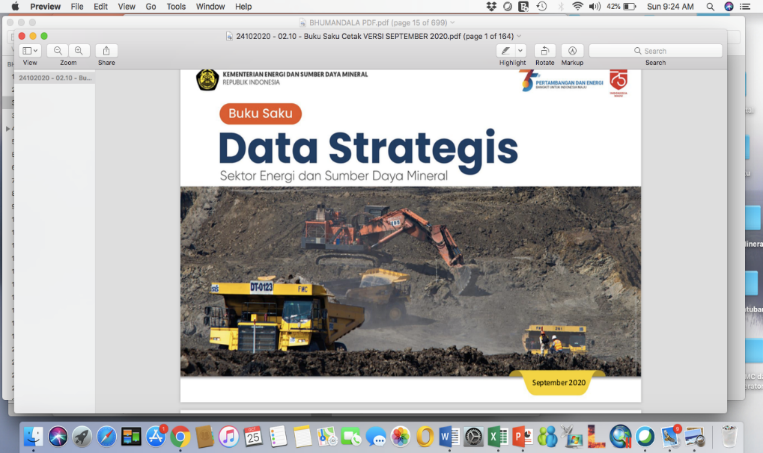 Preview File Edit View Go Tools Window Help 42% Sun 9:24 AM
BHUMANDALA PDF.pdf (page 15 of 699)
24102020 - 02.10 - Buku Saku Cetak VERSI SEPTEMBER 2020.pdf (page 1 of 164)
Search
View Zoom Share Highlight Rotate Markup Search
24102020 - 02.10 - Bu...
KEMENTERIAN ENERGI DAN SUMBER DAYA MINERAL
REPUBLIK INDONESIA
PERTAMBANGAN DAN ENERGI
75
Buku Saku
Data Strategis
Sektor Energi dan Sumber Daya Mineral
DT-0123
September 2020
25